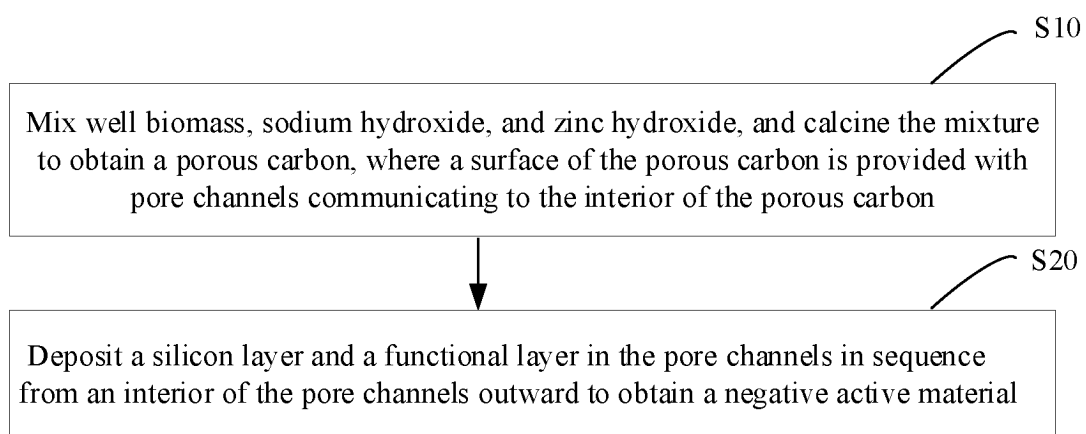 S10
Mix well biomass, sodium hydroxide, and zinc hydroxide, and calcine the mixture
to obtain a porous carbon, where a surface of the porous carbon is provided with
pore channels communicating to the interior of the porous carbon
S20
Deposit a silicon layer and a functional layer in the pore channels in sequence
from an interior of the pore channels outward to obtain a negative active material